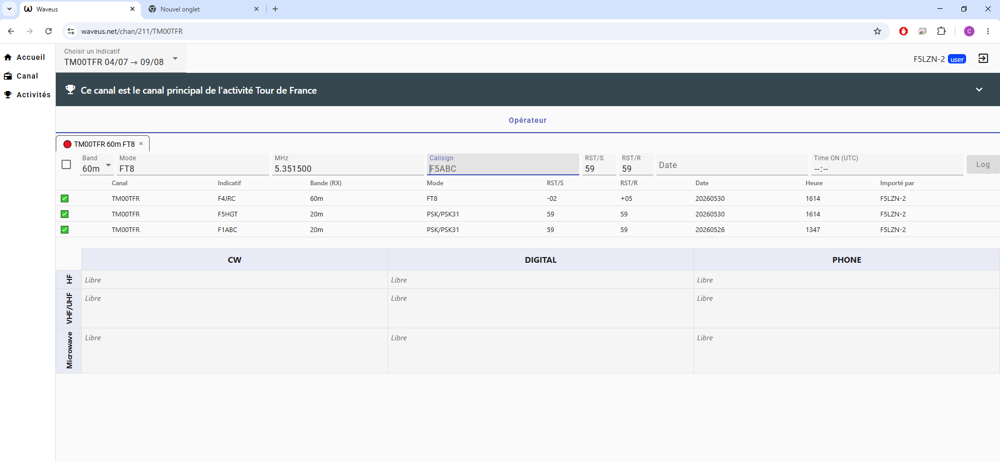 Waveus
Nouvel onglet
waveus.net/chan/211/TM00TFR
C
Accueil
Canal
Activités
Choisir un indicatif
TM00TFR 04/07 → 09/08
F5LZN-2 user
Ce canal est le canal principal de l'activité Tour de France
Opérateur
TM00TFR 60m FT8 ×
Band Mode MHz Callsign RST/S RST/R Time ON (UTC)
60m FT8 5.351500 F5ABC 59 59 Date --:-- Log
Canal Indicatif Bande (RX) Mode RST/S RST/R Date Heure Importé par
TM00TFR F4JRC 60m FT8 -02 +05 20260530 1614 F5LZN-2
TM00TFR F5HGT 20m PSK/PSK31 59 59 20260530 1614 F5LZN-2
TM00TFR F1ABC 20m PSK/PSK31 59 59 20260526 1347 F5LZN-2
CW DIGITAL PHONE
HF Libre Libre Libre
VHF/UHF Libre Libre Libre
Microwave Libre Libre Libre